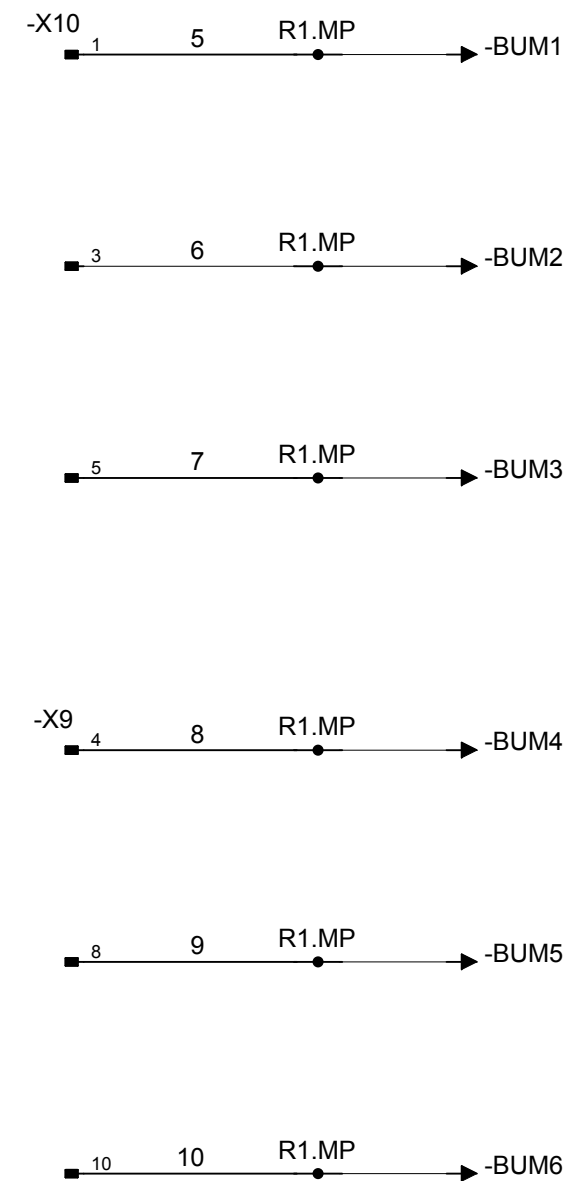 -X10
1 5 R1.MP -BUM1
3 6 R1.MP -BUM2
5 7 R1.MP -BUM3
-X9
4 8 R1.MP -BUM4
8 9 R1.MP -BUM5
10 10 R1.MP -BUM6